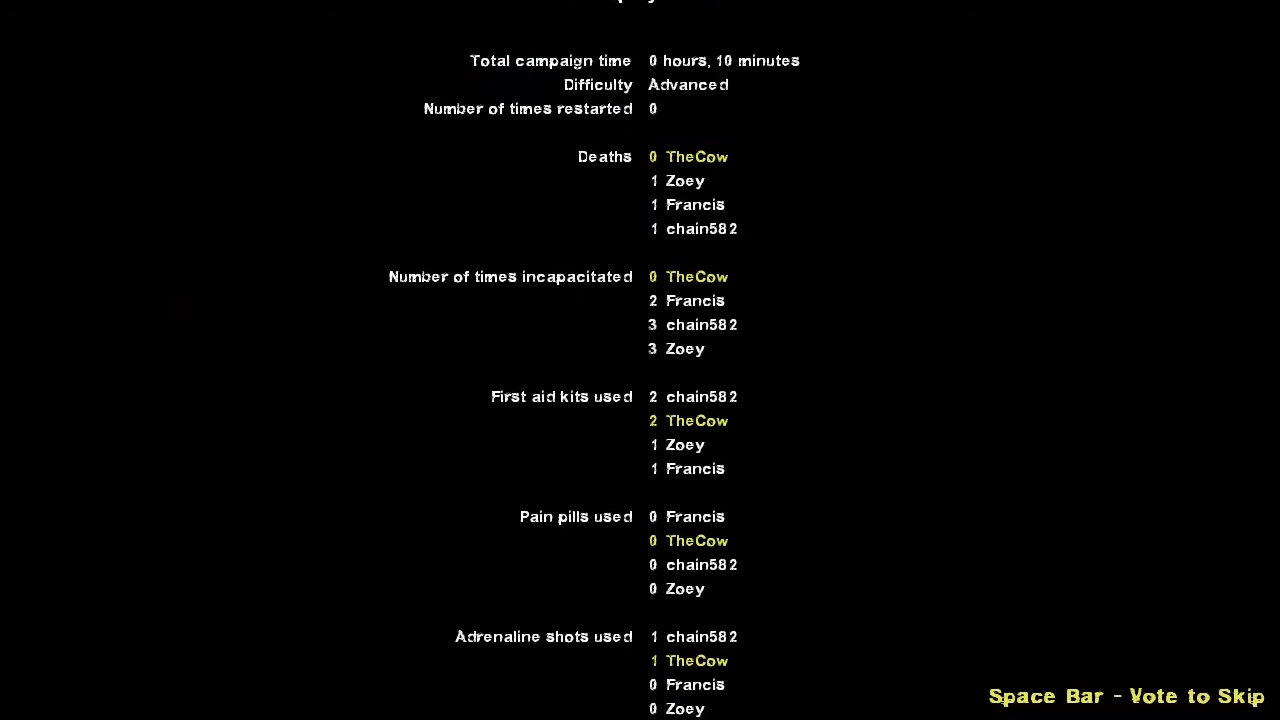 Total campaign time 0 hours, 10 minutes
Difficulty Advanced
Number of times restarted 0
Deaths 0 TheCow
1 Zoey
1 Francis
1 chain582
Number of times incapacitated 0 TheCow
2 Francis
3 chain582
3 Zoey
First aid kits used 2 chain582
2 TheCow
1 Zoey
1 Francis
Pain pills used 0 Francis
0 TheCow
0 chain582
0 Zoey
Adrenaline shots used 1 chain582
1 TheCow
0 Francis
0 Zoey
Space Bar - Vote to Skip